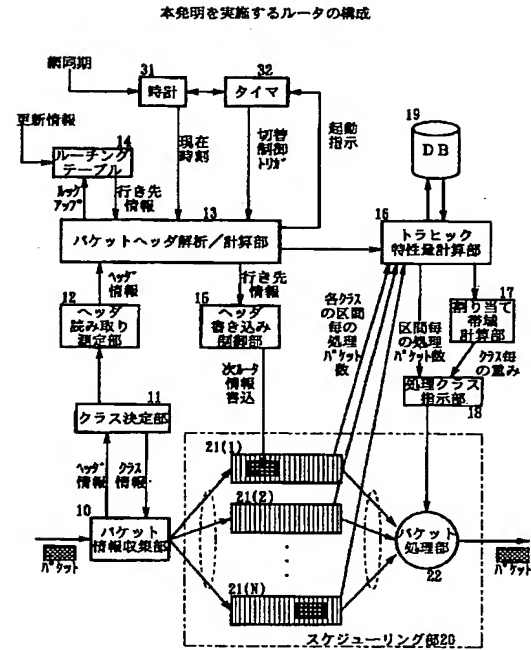 本発明を実施するルータの構成
網同期
31
時計
32
タイマ
更新情報
14
ルーチング
テーブル
ルック
アップ
行き先
情報
現在
時刻
切替
制御
トリガ
起動
指示
19
DB
13
パケットヘッダ解析/計算部
16
トラヒック
特性量計算部
ヘッダ
情報
行き先
情報
12
ヘッダ
読み取り
測定部
15
ヘッダ
書き込み
制御部
各クラス
の区間
毎の
処理
パケット
数
区間毎
の処理
パケット数
17
割り当て
帯域
計算部
クラス毎
の重み
次ルータ
情報
書込
11
クラス決定部
処理クラス
指示部
18
ヘッダ
情報
クラス
情報
21(1)
21(2)
10
パケット
情報収集部
パケット
パケット
処理部
22
パケット
21(N)
スケジューリング部20